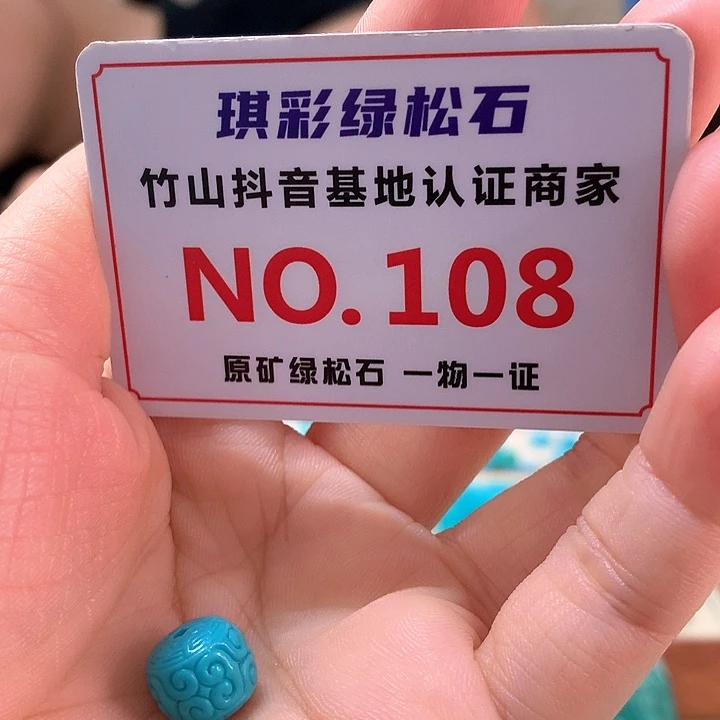 琪彩绿松石
竹山抖音基地认证商家
NO.108
原矿绿松石 一物一证